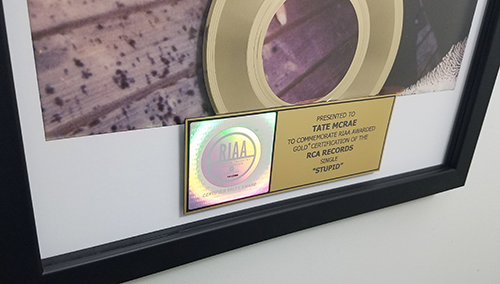 RIAA
PRESENTED TO
TATE MCRAE
TO COMMEMORATE RIAA AWARDED
GOLD CERTIFICATION OF THE
RCA RECORDS
SINGLE
"STUPID"